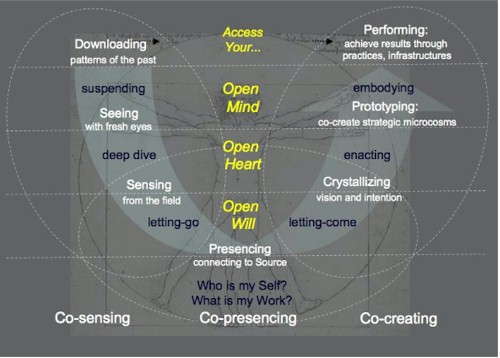 Access
Your...
Downloading
patterns of the past
Performing:
achieve results through
practices, infrastructures
suspending
Open
Mind
embodying
Seeing
with fresh eyes
Prototyping:
co-create strategic microcosms
deep dive
Open
Heart
enacting
Sensing
from the field
Crystallizing
vision and intention
letting-go
Open
Will
letting-come
Presencing
connecting to Source
Who is my Self?
What is my Work?
Co-sensing
Co-presencing
Co-creating